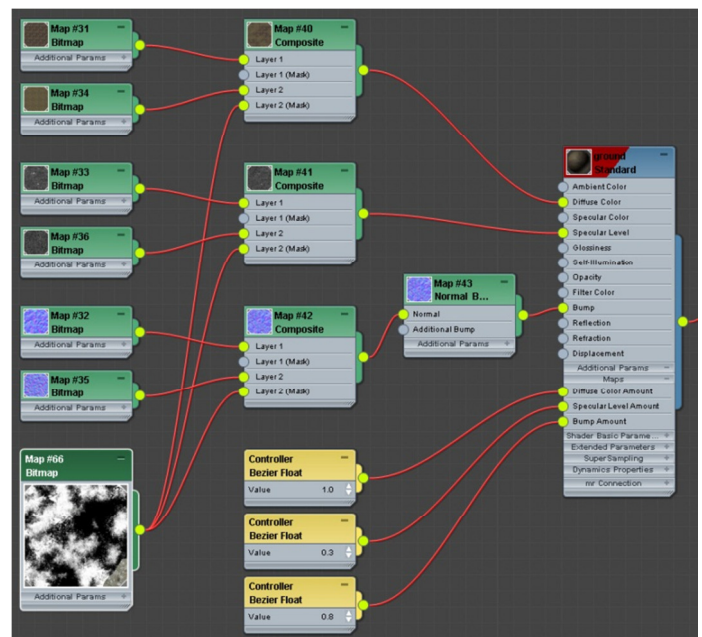 Map #31
Bitmap
Additional Params
Map #34
Bitmap
Additional Params
Map #33
Bitmap
Additional Params
Map #36
Bitmap
Additional Params
Map #32
Bitmap
Additional Params
Map #35
Bitmap
Additional Params
Map #66
Bitmap
Additional Params
Map #40
Composite
Layer 1
Layer 1 (Mask)
Layer 2
Layer 2 (Mask)
Map #41
Composite
Layer 1
Layer 1 (Mask)
Layer 2
Layer 2 (Mask)
Map #42
Composite
Layer 1
Layer 1 (Mask)
Layer 2
Layer 2 (Mask)
Controller
Bezier Float
Value 1.0
Controller
Bezier Float
Value 0.3
Controller
Bezier Float
Value 0.8
Map #43
Normal B...
Normal
Additional Bump
Additional Params
ground
Standard
Ambient Color
Diffuse Color
Specular Color
Specular Level
Glossiness
Self-Illumination
Opacity
Filter Color
Bump
Reflection
Refraction
Displacement
Additional Params
Maps
Diffuse Color Amount
Specular Level Amount
Bump Amount
Shader Basic Parame...
Extended Parameters
SuperSampling
Dynamics Properties
mr Connection